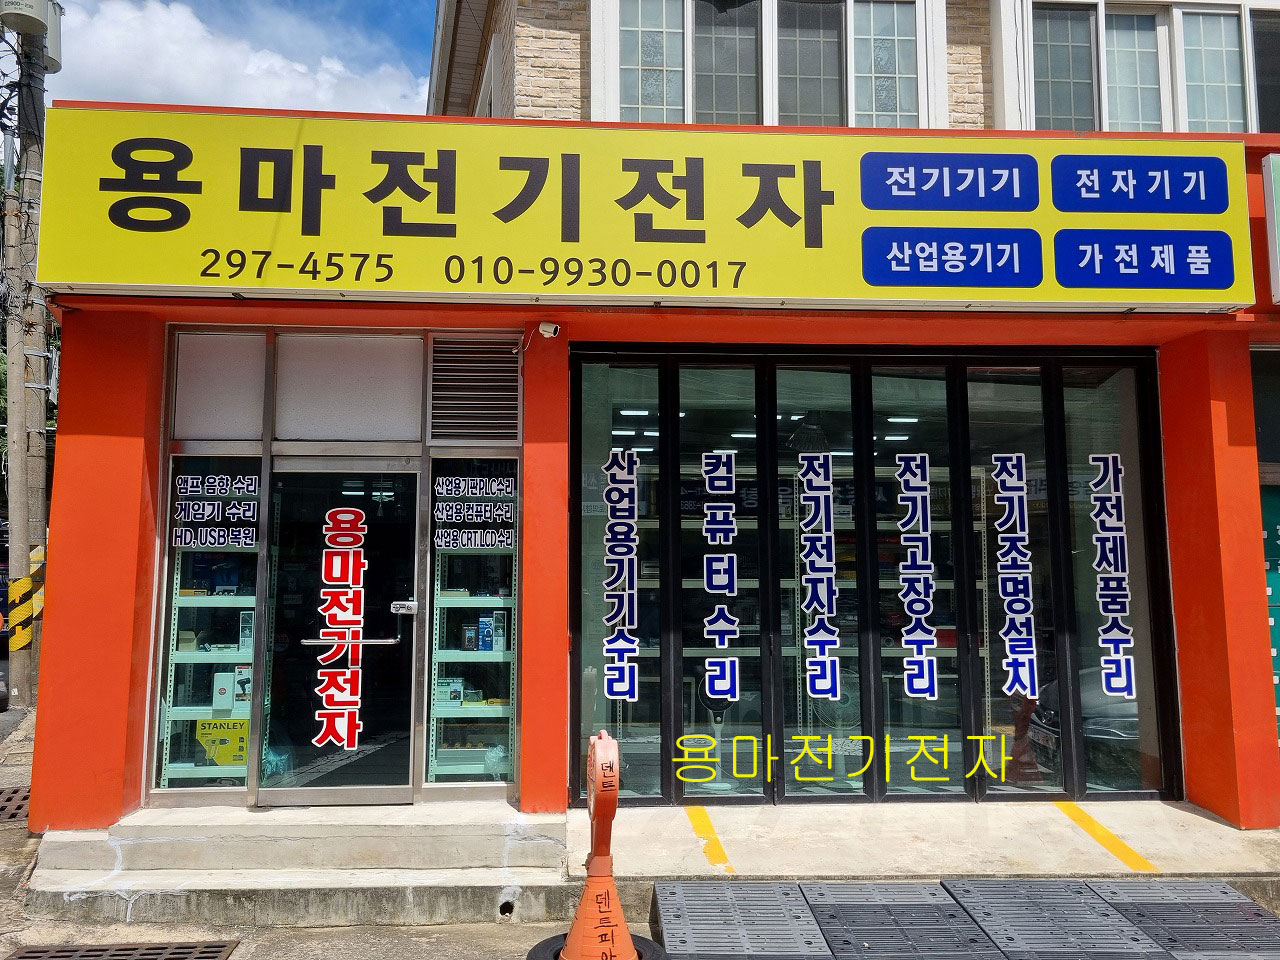 용마전기전자
297-4575 010-9930-0017
전기기기
전자기기
산업용기기
가전제품
앰프 음향 수리
게임기 수리
HD, USB 복원
용마전기전자
산업용기판PLC수리
산업용 컴퓨터 수리
산업용 CRT.LCD수리
산업용기기수리
컴퓨터수리
전기전자수리
전기고장수리
전기조명설치
가전제품수리
STANLEY
용마전기전자
덴트
덴트피아